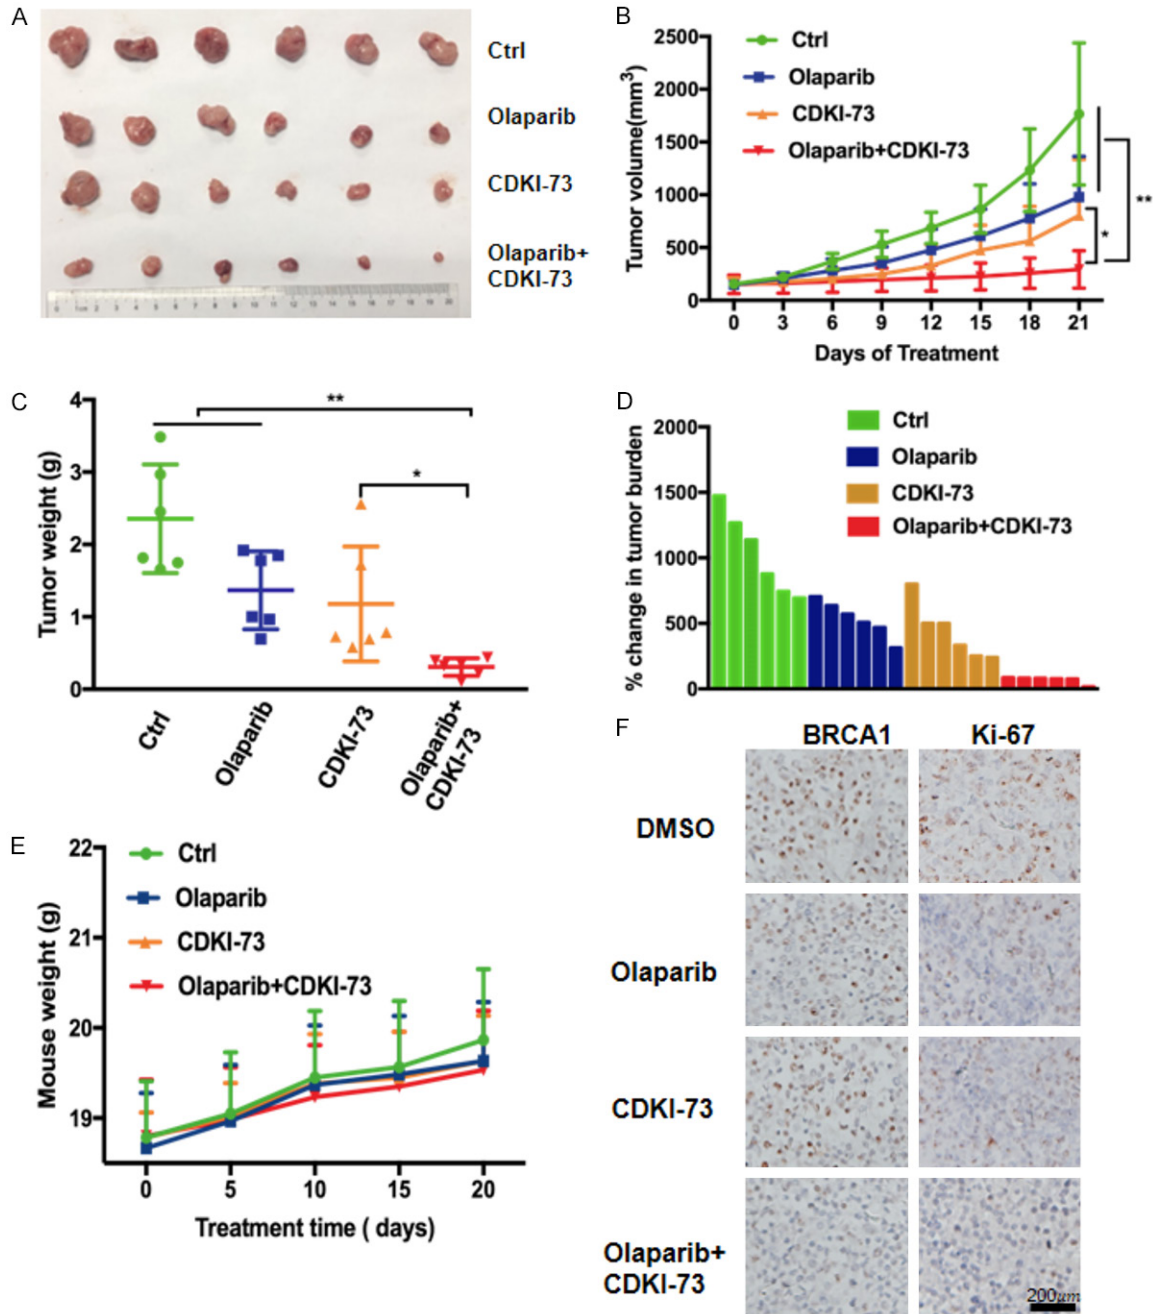 A
Ctrl
Olaparib
CDKI-73
Olaparib+
CDKI-73
B
2500
2000
1500
1000
500
0
Tumor volume(mm³)
Ctrl
Olaparib
CDKI-73
Olaparib+CDKI-73
*
**
0 3 6 9 12 15 18 21
Days of Treatment
C
4
3
2
1
0
Tumor weight (g)
**
*
Ctrl
Olaparib
CDKI-73
Olaparib+
CDKI-73
D
2000
1500
1000
500
0
% change in tumor burden
Ctrl
Olaparib
CDKI-73
Olaparib+CDKI-73
E
22
21
20
19
Mouse weight (g)
Ctrl
Olaparib
CDKI-73
Olaparib+CDKI-73
0 5 10 15 20
Treatment time ( days)
F
BRCA1 Ki-67
DMSO
Olaparib
CDKI-73
Olaparib+
CDKI-73
200um